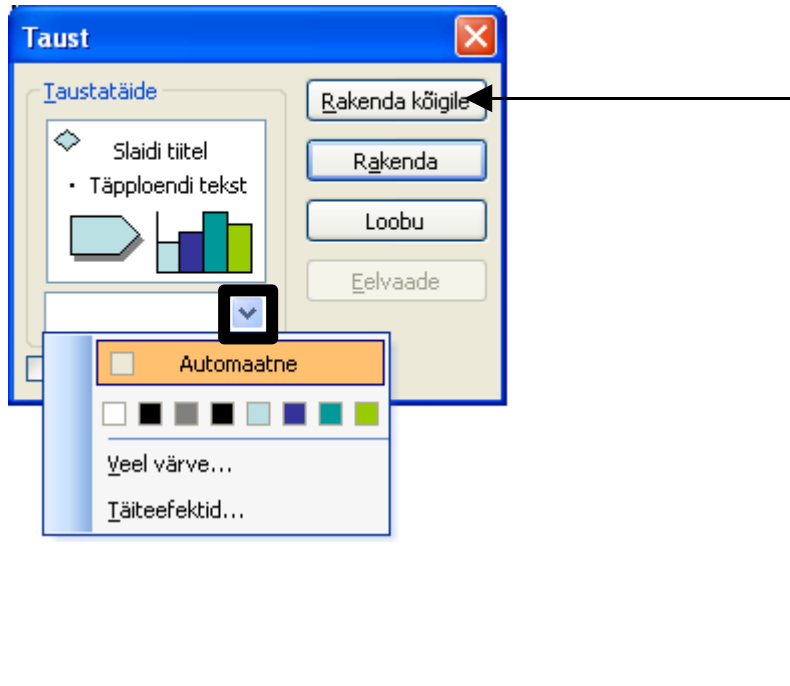 Taust
Taustatäide
Slaidi tiitel
• Täpploendi tekst
Rakenda kõigile
Rakenda
Loobu
Eelvaade
Automaatne
Veel värve...
Täiteefektid...